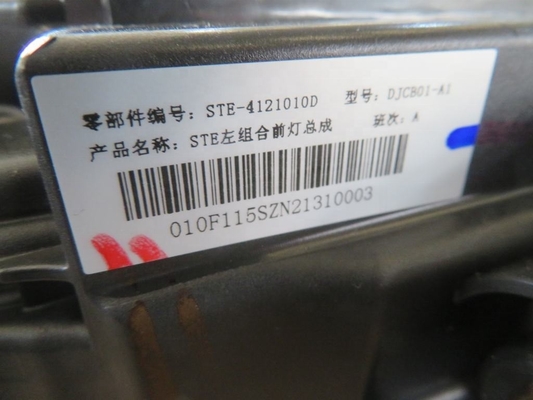 零部件编号: STE-4121010D 型号: DJCB01-A1
产品名称: STE左组合前灯总成 班次: A
010F115SZN21310003